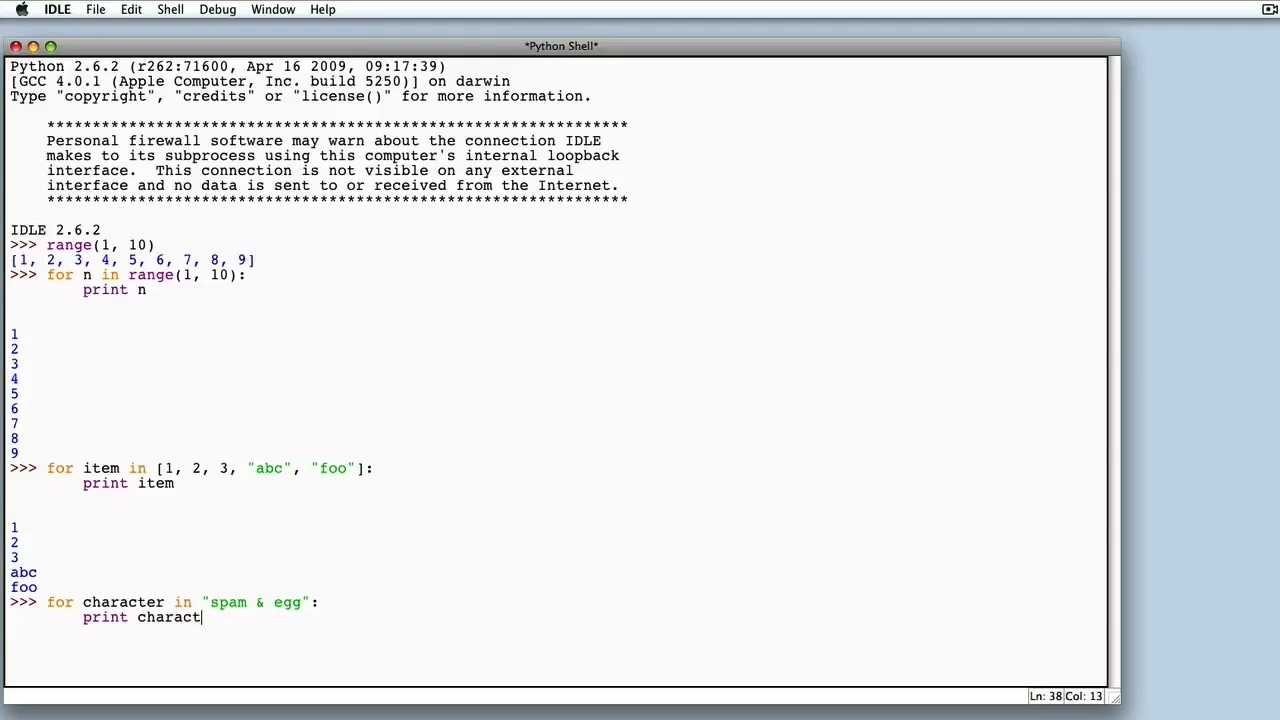 IDLE File Edit Shell Debug Window Help
*Python Shell*
Python 2.6.2 (r262:71600, Apr 16 2009, 09:17:39)
[GCC 4.0.1 (Apple Computer, Inc. build 5250)] on darwin
Type "copyright", "credits" or "license()" for more information.
****************************************************************
Personal firewall software may warn about the connection IDLE
makes to its subprocess using this computer's internal loopback
interface.  This connection is not visible on any external
interface and no data is sent to or received from the Internet.
****************************************************************
IDLE 2.6.2
>>> range(1, 10)
[1, 2, 3, 4, 5, 6, 7, 8, 9]
>>> for n in range(1, 10):
print n
1
2
3
4
5
6
7
8
9
>>> for item in [1, 2, 3, "abc", "foo"]:
print item
1
2
3
abc
foo
>>> for character in "spam & egg":
print charact
Ln: 38 Col: 13